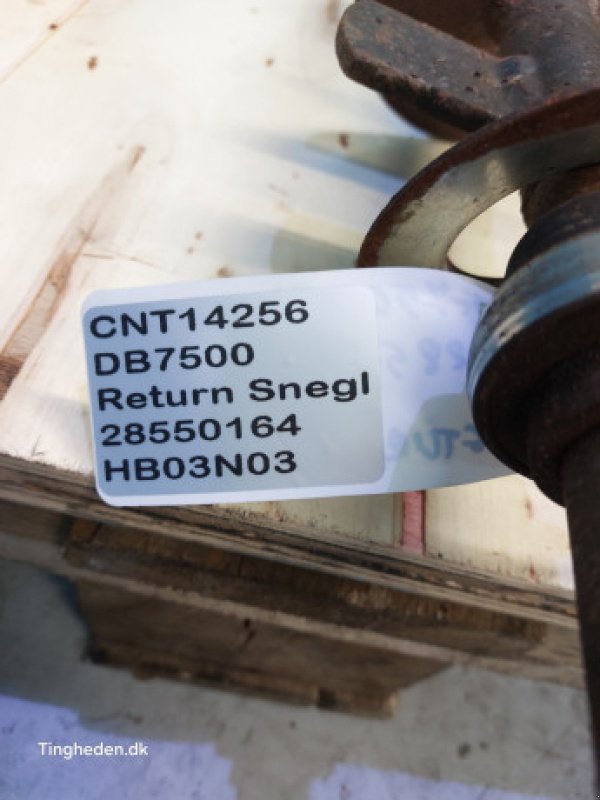 CNT14256
DB7500
Return Snegl
28550164
HB03N03
Tingheden.dk